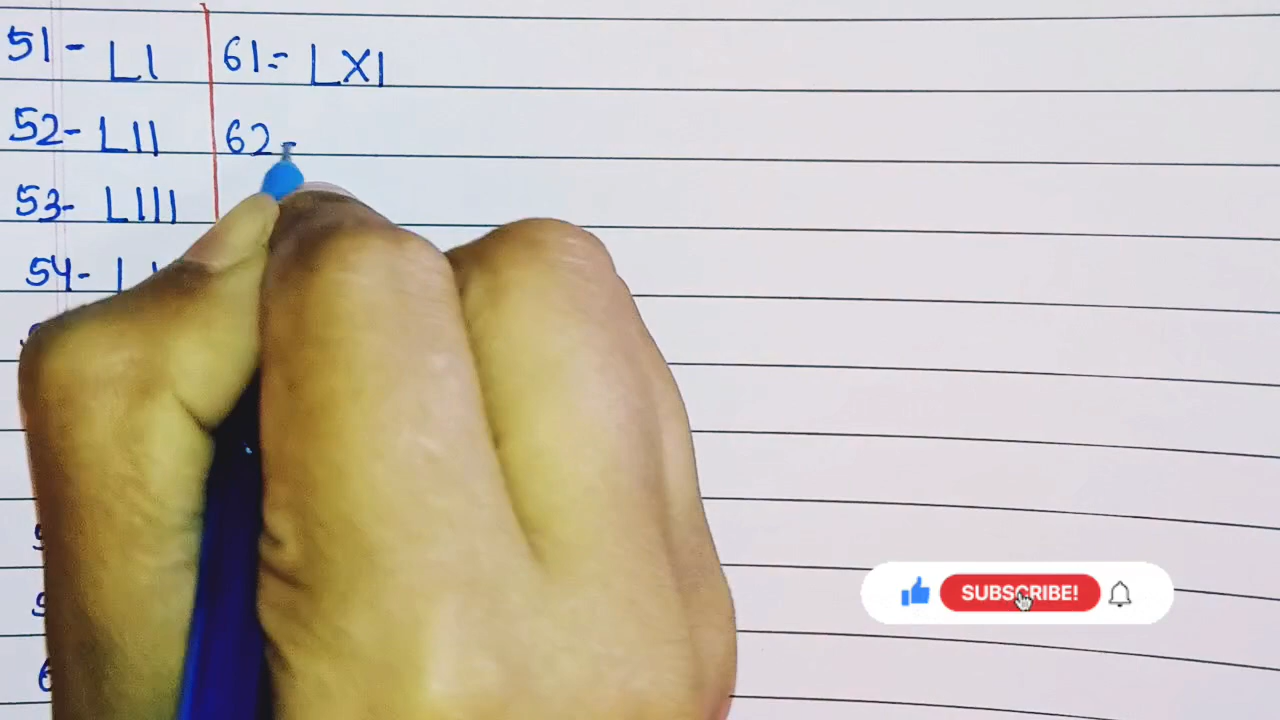 51- LI
52- LII
53- LIII
54- L
61= LXI
62=
SUBSCRIBE!